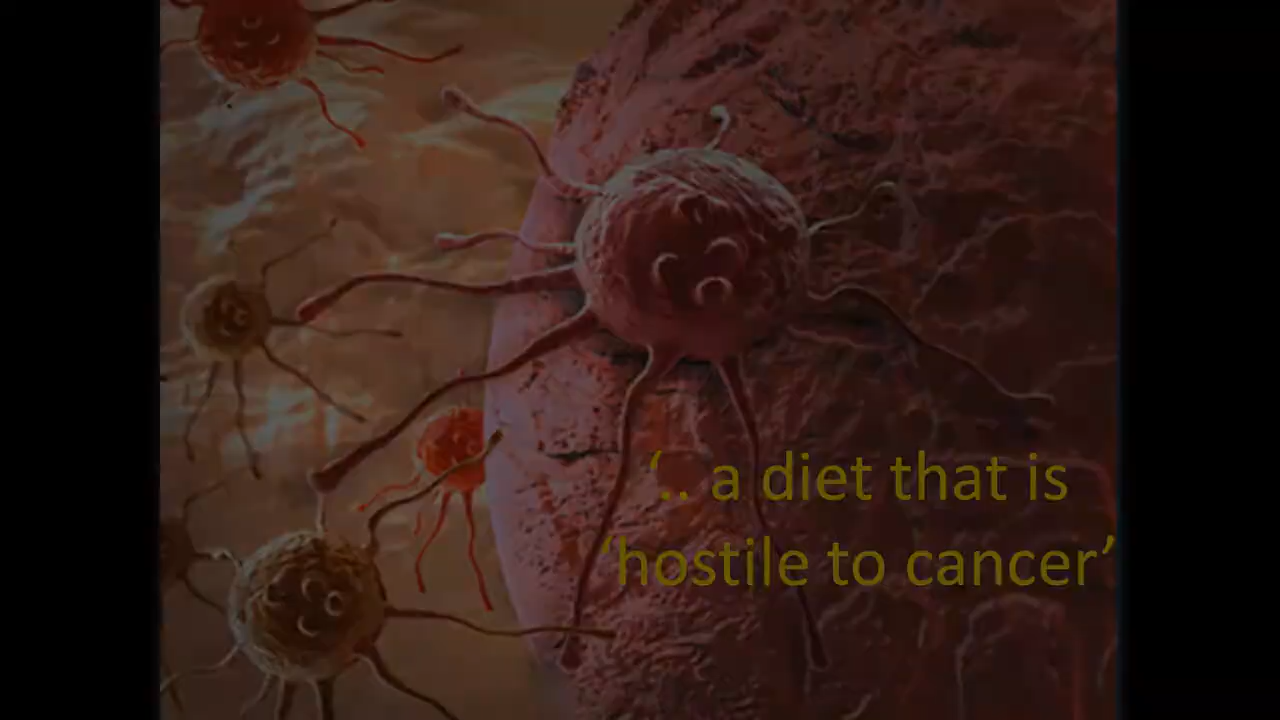 ‘.. a diet that is
‘hostile to cancer’